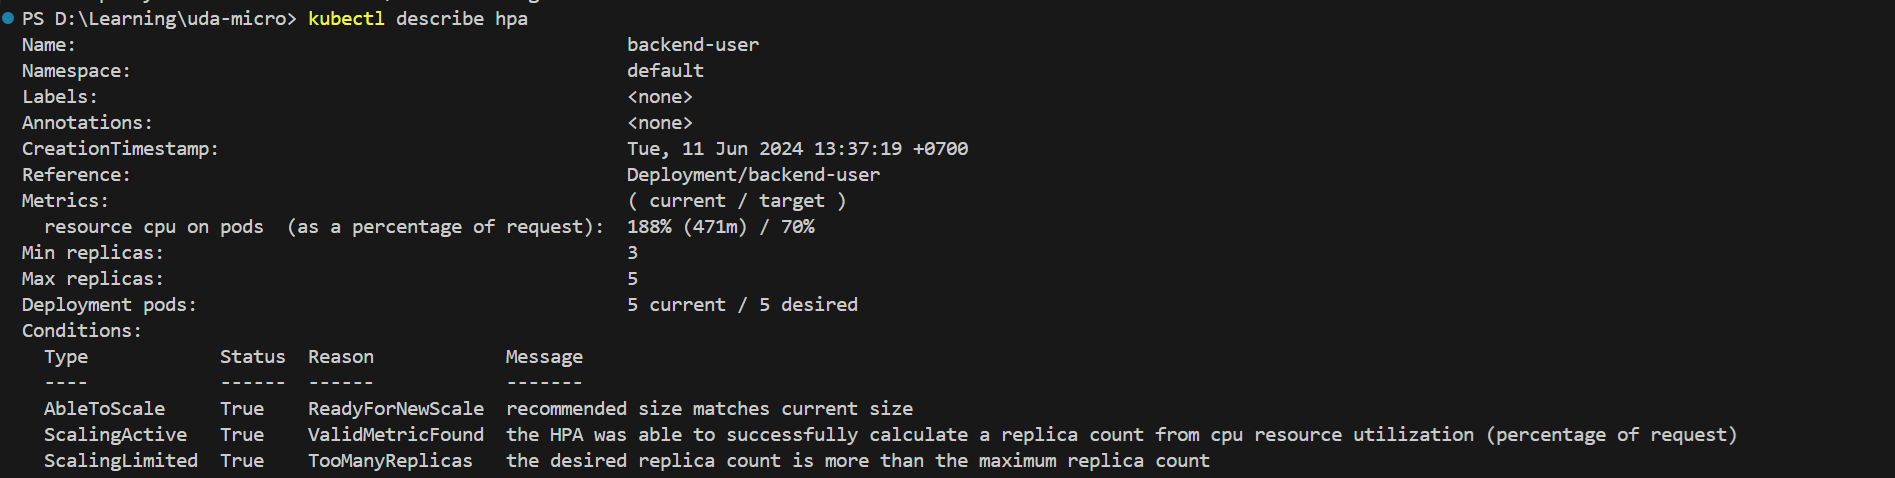 PS D:\Learning\uda-micro> kubectl describe hpa
Name:                                                  backend-user
Namespace:                                             default
Labels:                                                <none>
Annotations:                                           <none>
CreationTimestamp:                                     Tue, 11 Jun 2024 13:37:19 +0700
Reference:                                             Deployment/backend-user
Metrics:                                               ( current / target )
  resource cpu on pods  (as a percentage of request):  188% (471m) / 70%
Min replicas:                                          3
Max replicas:                                          5
Deployment pods:                                       5 current / 5 desired
Conditions:
  Type            Status  Reason            Message
  ----            ------  ------            -------
  AbleToScale     True    ReadyForNewScale  recommended size matches current size
  ScalingActive   True    ValidMetricFound  the HPA was able to successfully calculate a replica count from cpu resource utilization (percentage of request)
  ScalingLimited  True    TooManyReplicas   the desired replica count is more than the maximum replica count